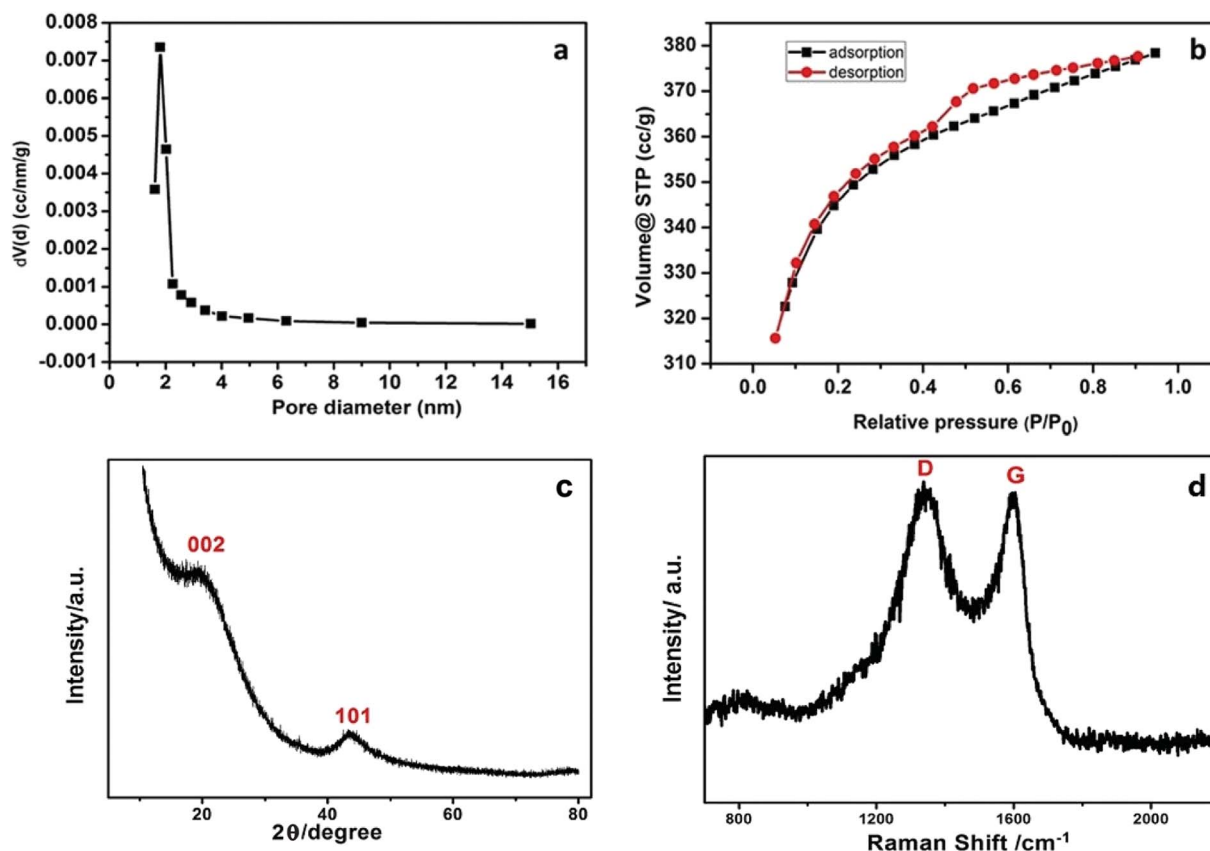 a
0.008
0.007
0.006
0.005
0.004
0.003
0.002
0.001
0.000
-0.001
dV(d) (cc/nm/g)
0 2 4 6 8 10 12 14 16
Pore diameter (nm)
b
adsorption
desorption
380
370
360
350
340
330
320
310
Volume@ STP (cc/g)
0.0 0.2 0.4 0.6 0.8 1.0
Relative pressure (P/P0)
c
002
101
Intensity/a.u.
20 40 60 80
2θ/degree
d
D
G
Intensity/ a.u.
800 1200 1600 2000
Raman Shift /cm-1